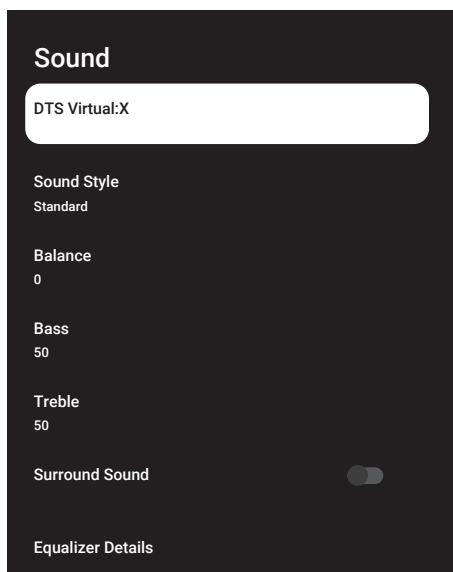 Sound
DTS Virtual:X
Sound Style
Standard
Balance
0
Bass
50
Treble
50
Surround Sound
Equalizer Details